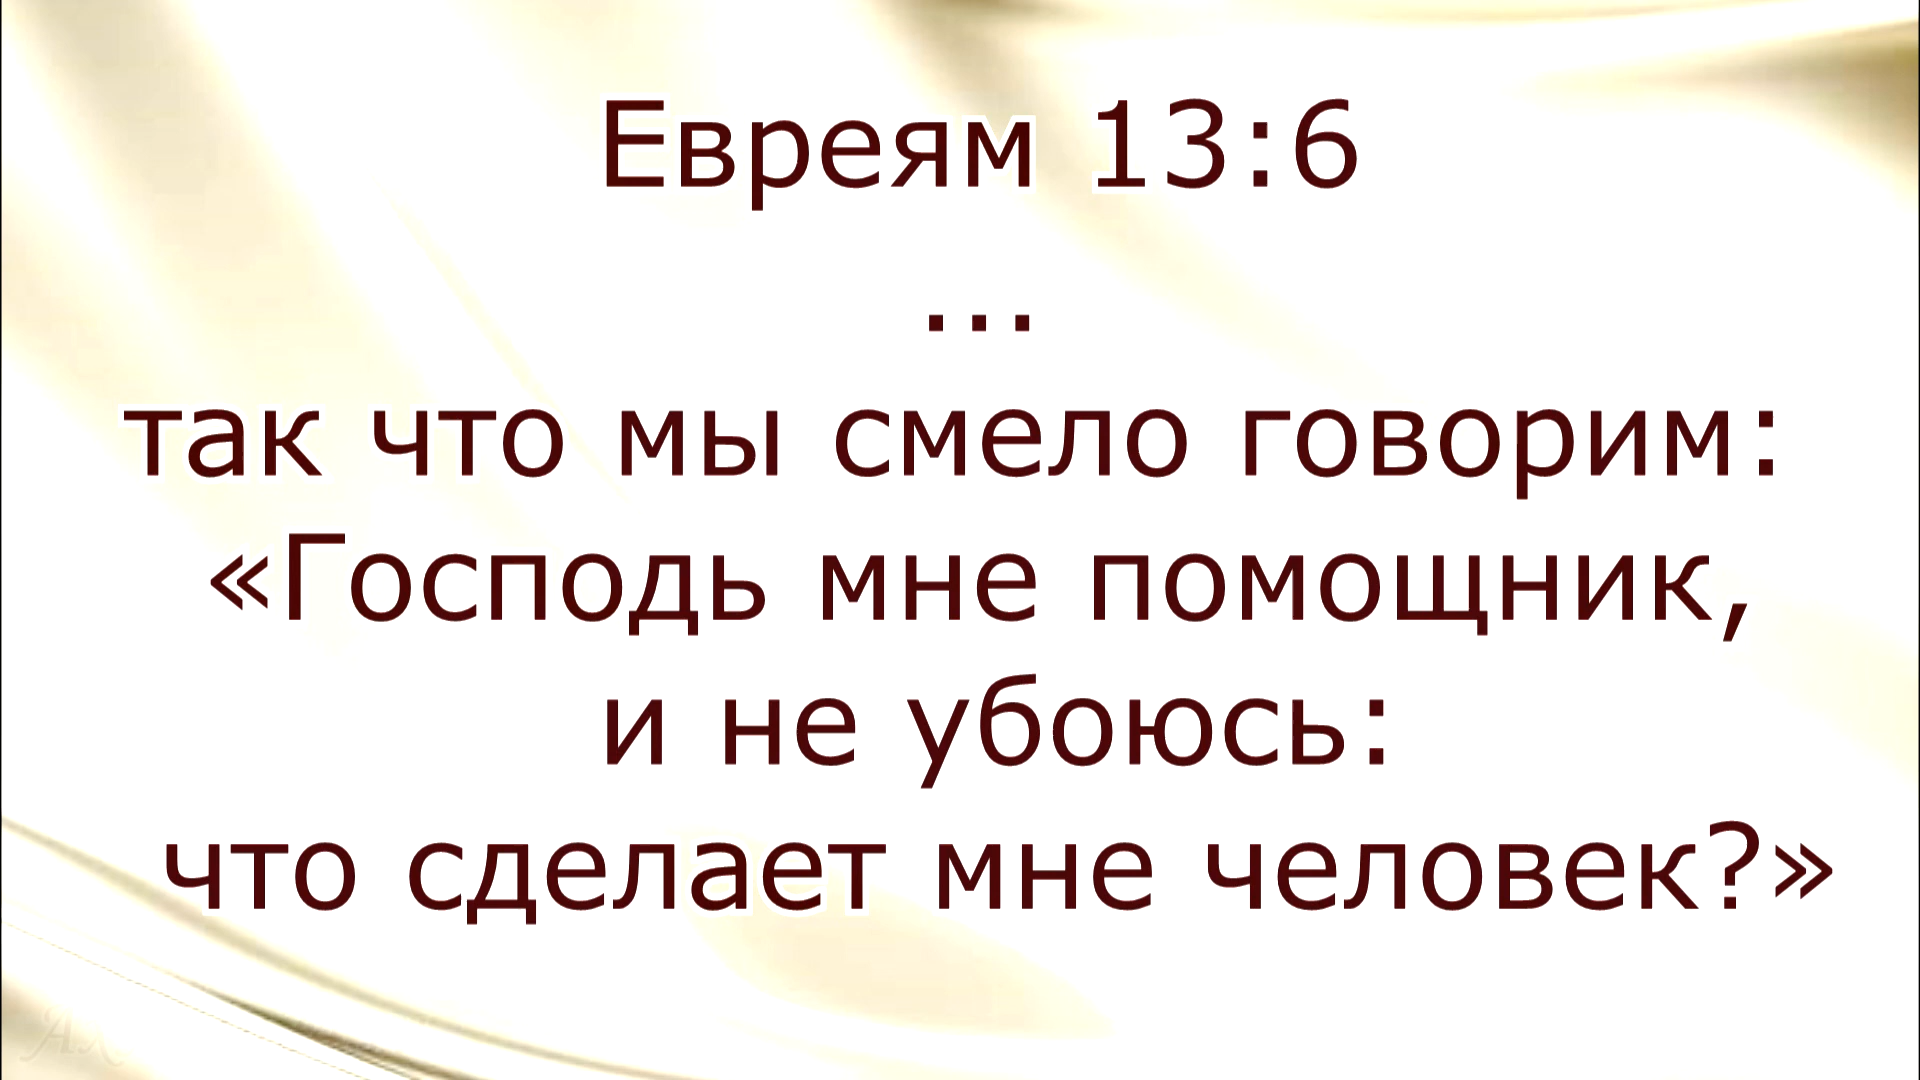 Евреям 13:6
...
так что мы смело говорим:
«Господь мне помощник,
и не убоюсь:
что сделает мне человек?»